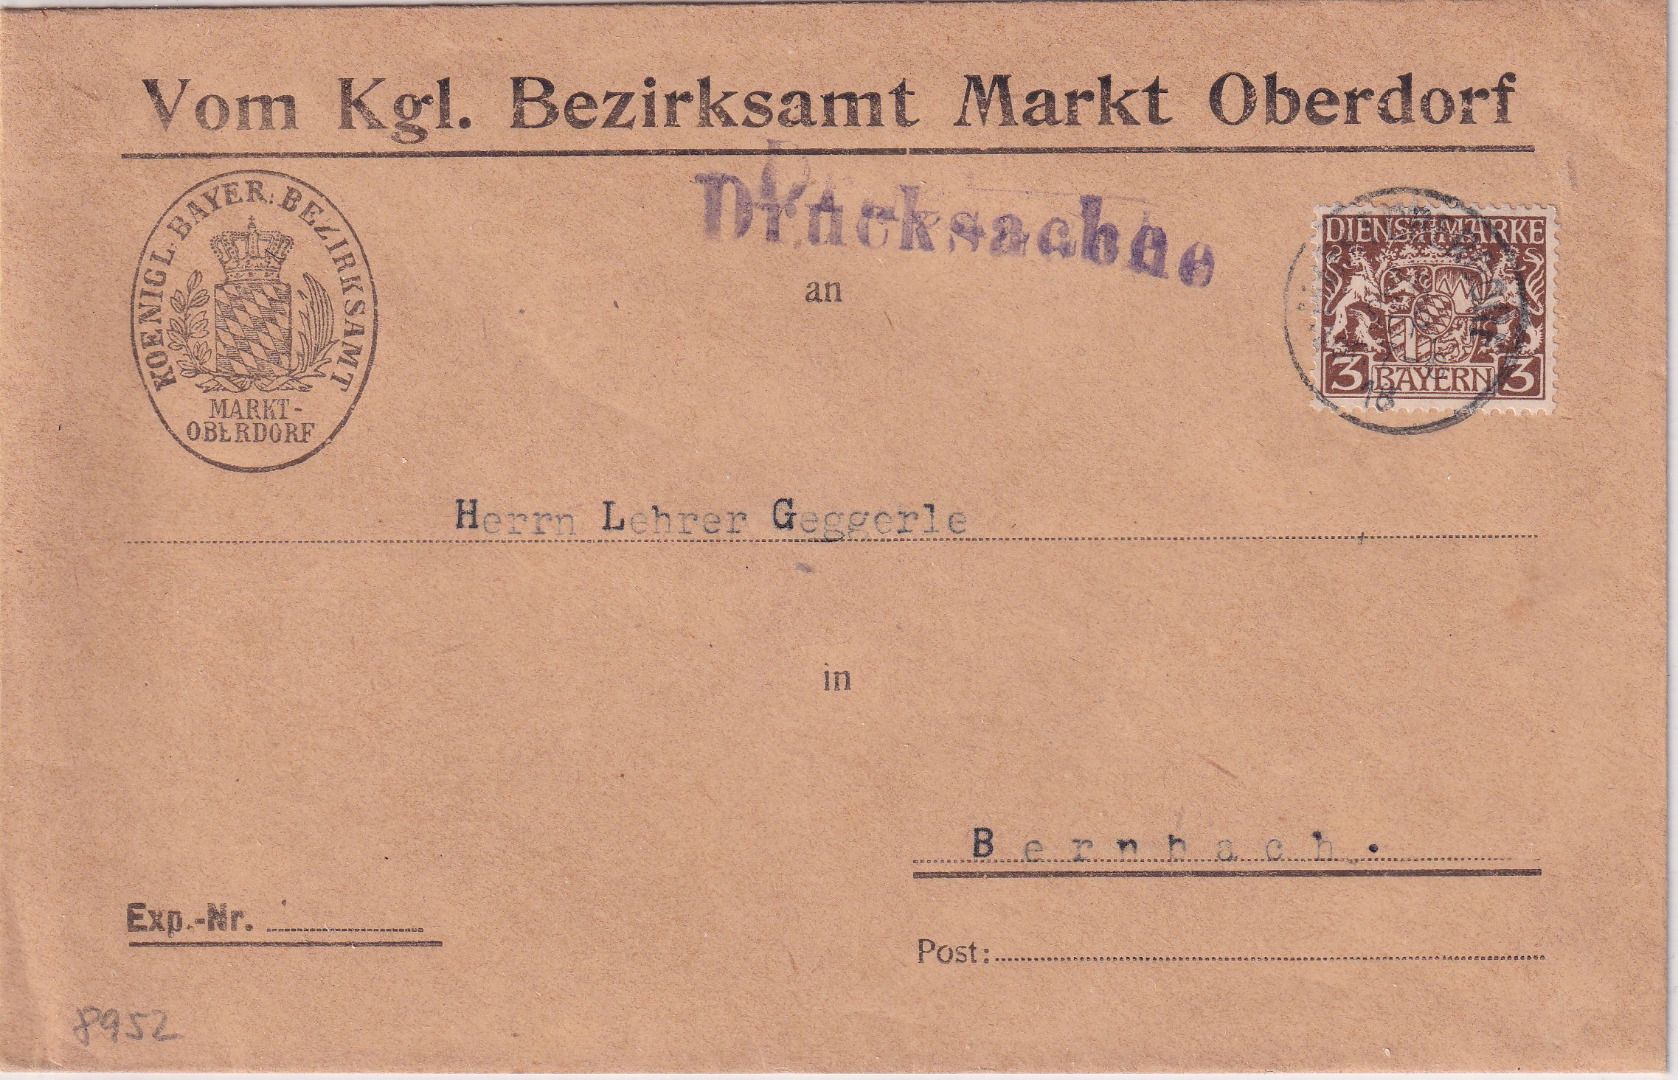 Vom Kgl. Bezirksamt Markt Oberdorf
Drucksache
KOENIGL. BAYER. BEZIRKSAMT
MARKT-
OBERDORF
an
DIENSTMARKE
3 BAYERN 3
18
Herrn Lehrer Geggerle
in
Bernbach.
Exp.-Nr.
Post:
8952